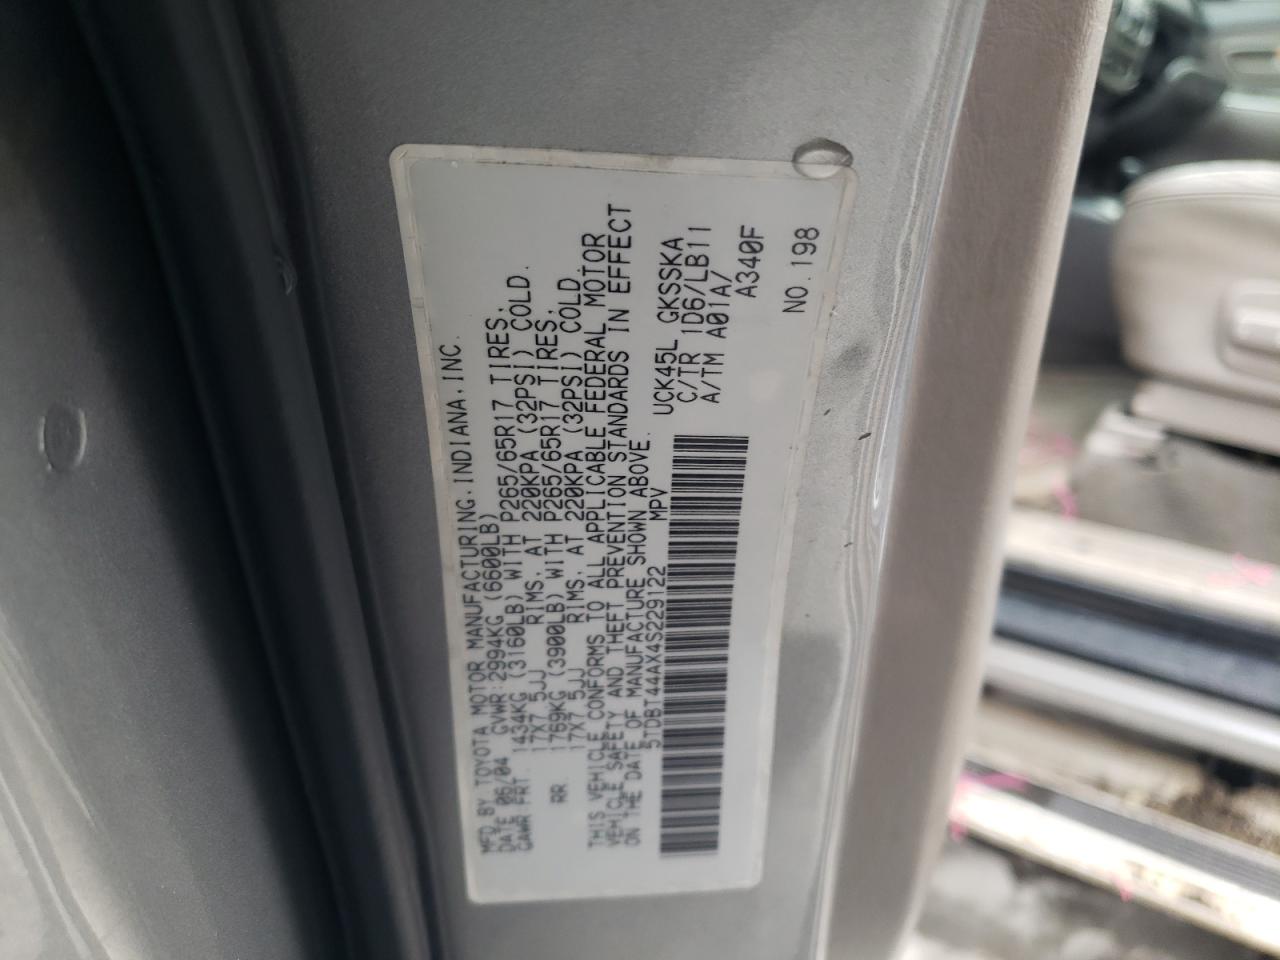 MFD BY TOYOTA MOTOR MANUFACTURING, INDIANA, INC.
DATE 06/04 GVWR:2994KG (6600LB)
GAWR FRT. 1434KG (3160LB) WITH P265/65R17 TIRES,
17X7.5JJ RIMS, AT 220KPA (32PSI) COLD.
RR. 1769KG (3900LB) WITH P265/65R17 TIRES,
17X7.5JJ RIMS, AT 220KPA (32PSI) COLD.
THIS VEHICLE CONFORMS TO ALL APPLICABLE FEDERAL MOTOR
VEHICLE SAFETY AND THEFT PREVENTION STANDARDS IN EFFECT
ON THE DATE OF MANUFACTURE SHOWN ABOVE.
5TDBT44AX4S229122 MPV
UCK45L GKSSKA
C/TR 1D6/LB11
A/TM A01A/
A340F
NO.198